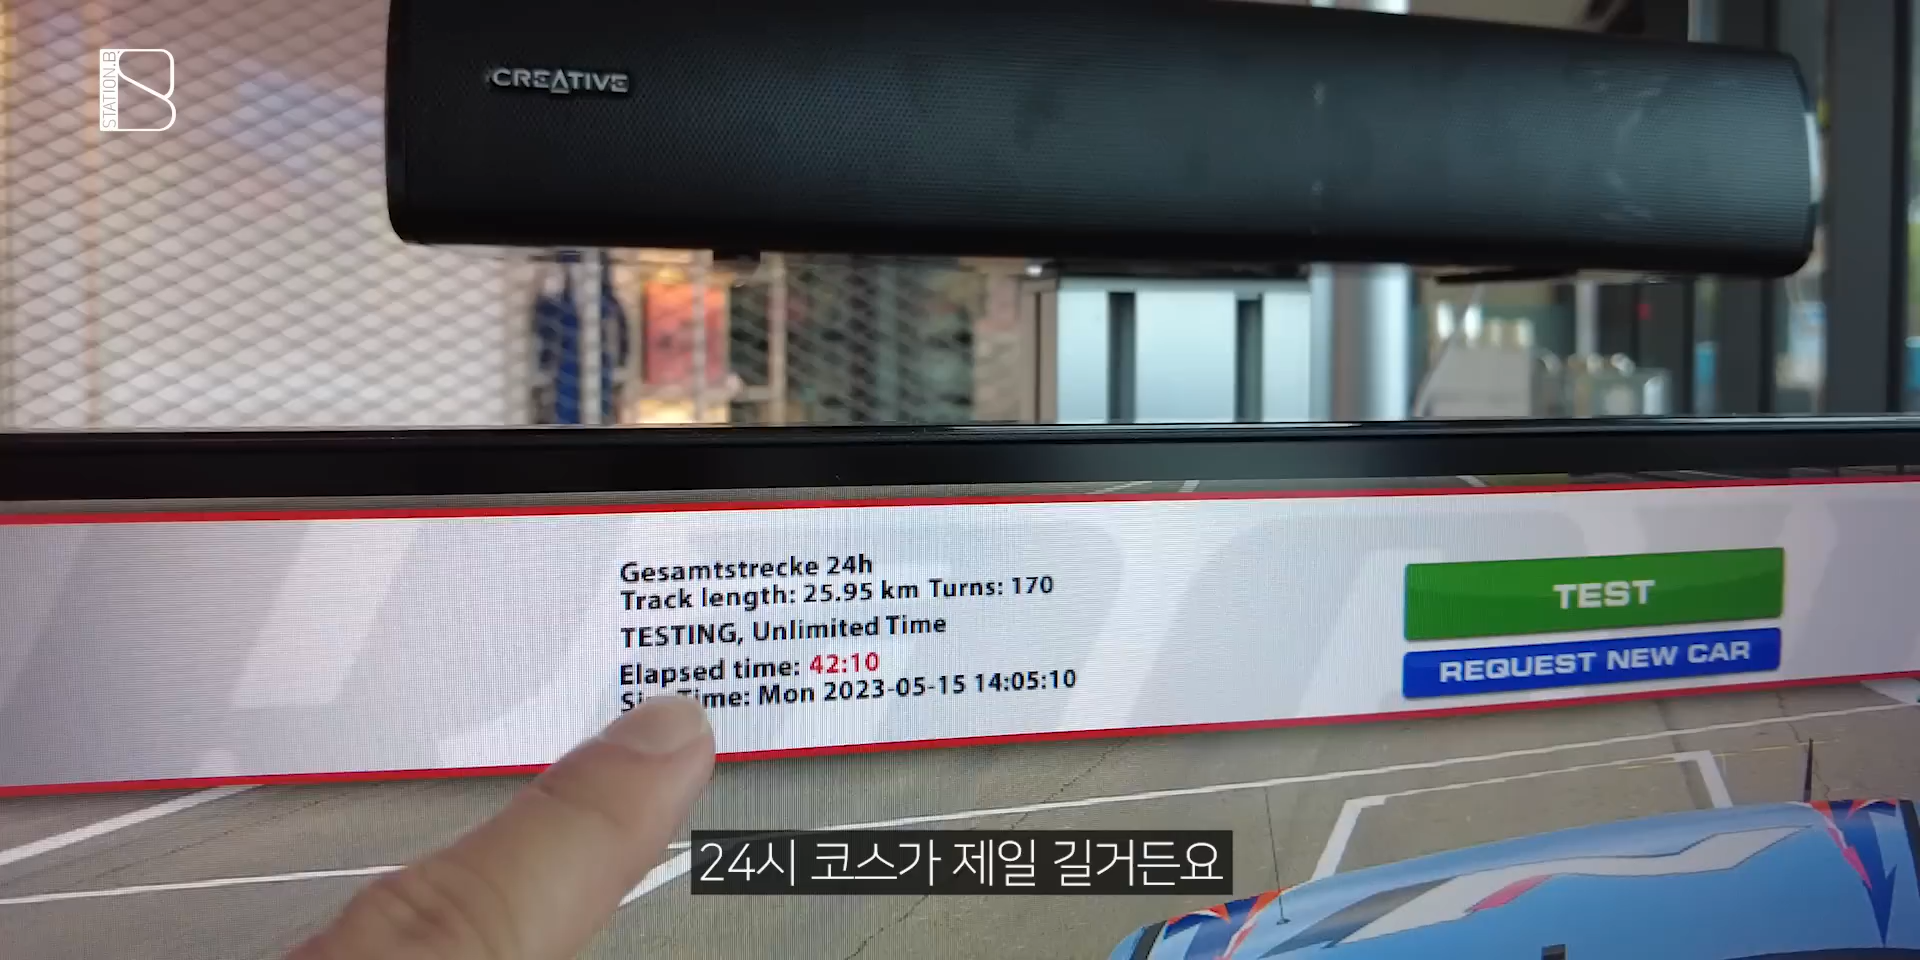 STATION.B
CREATIVE
Gesamtstrecke 24h
Track length: 25.95 km Turns: 170
TESTING, Unlimited Time
Elapsed time: 42:10
Time: Mon 2023-05-15 14:05:10
TEST
REQUEST NEW CAR
24시 코스가 제일 길거든요